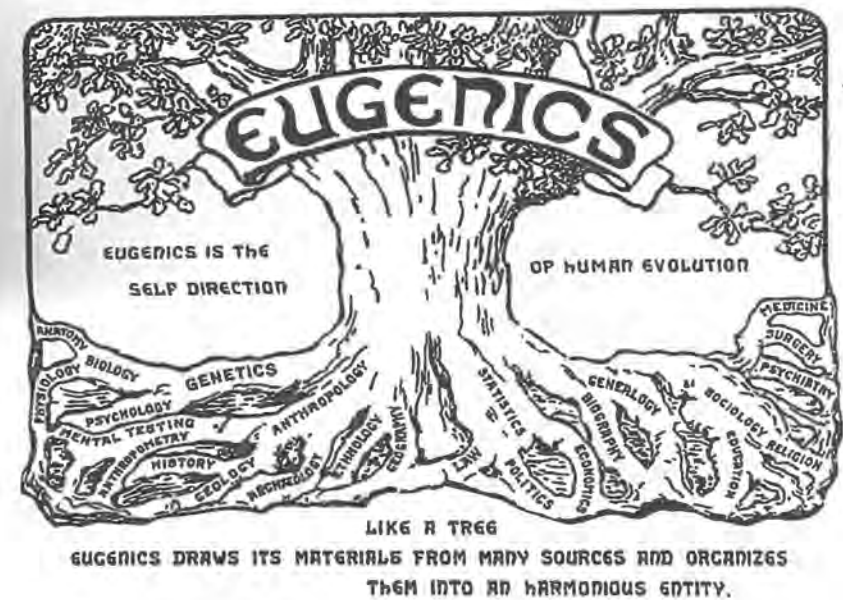 EUGENICS
EUGENICS IS THE
SELF DIRECTION
OF HUMAN EVOLUTION
ANATOMY
PHYSIOLOGY
BIOLOGY
GENETICS
PSYCHOLOGY
MENTAL TESTING
ANTHROPOMETRY
HISTORY
GEOLOGY
ANTHROPOLOGY
ARCHAEOLOGY
ETHNOLOGY
GEOGRAPHY
LAW
STATISTICS
POLITICS
ECONOMICS
BIOGRAPHY
GENEALOGY
EDUCATION
SOCIOLOGY
RELIGION
PSYCHIATRY
SURGERY
MEDICINE
LIKE A TREE
EUGENICS DRAWS ITS MATERIALS FROM MANY SOURCES AND ORGANIZES
THEM INTO AN HARMONIOUS ENTITY.